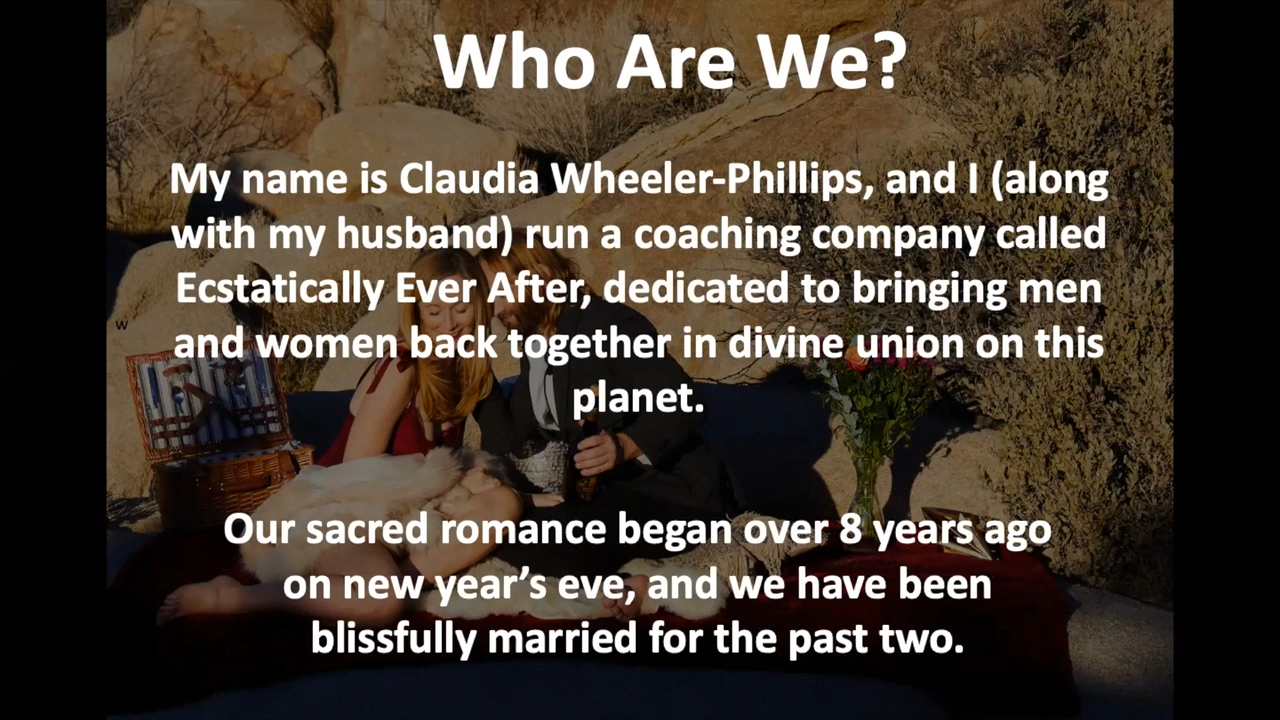 Who Are We?
My name is Claudia Wheeler-Phillips, and I (along
with my husband) run a coaching company called
Ecstatically Ever After, dedicated to bringing men
w
and women back together in divine union on this
planet.
Our sacred romance began over 8 years ago
on new year’s eve, and we have been
blissfully married for the past two.